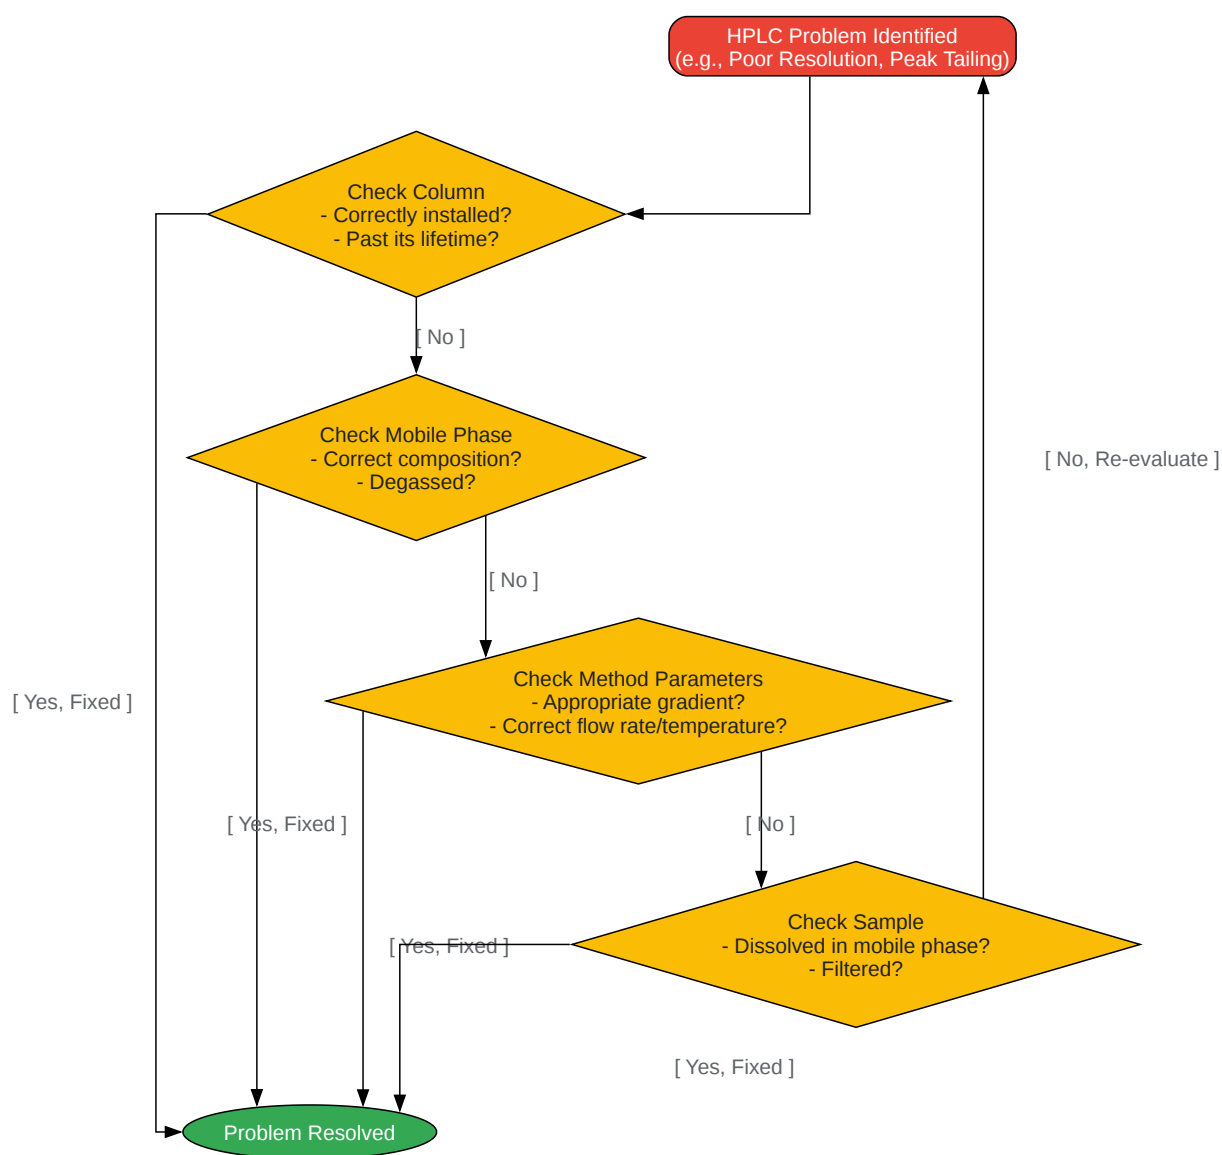 HPLC Problem Identified
(e.g., Poor Resolution, Peak Tailing)
Check Column
- Correctly installed?
- Past its lifetime?
[ No ]
Check Mobile Phase
- Correct composition?
- Degassed?
[ No, Re-evaluate ]
[ No ]
Check Method Parameters
- Appropriate gradient?
- Correct flow rate/temperature?
[ Yes, Fixed ]
[ Yes, Fixed ]
[ No ]
Check Sample
- Dissolved in mobile phase?
- Filtered?
[ Yes, Fixed ]
[ Yes, Fixed ]
Problem Resolved